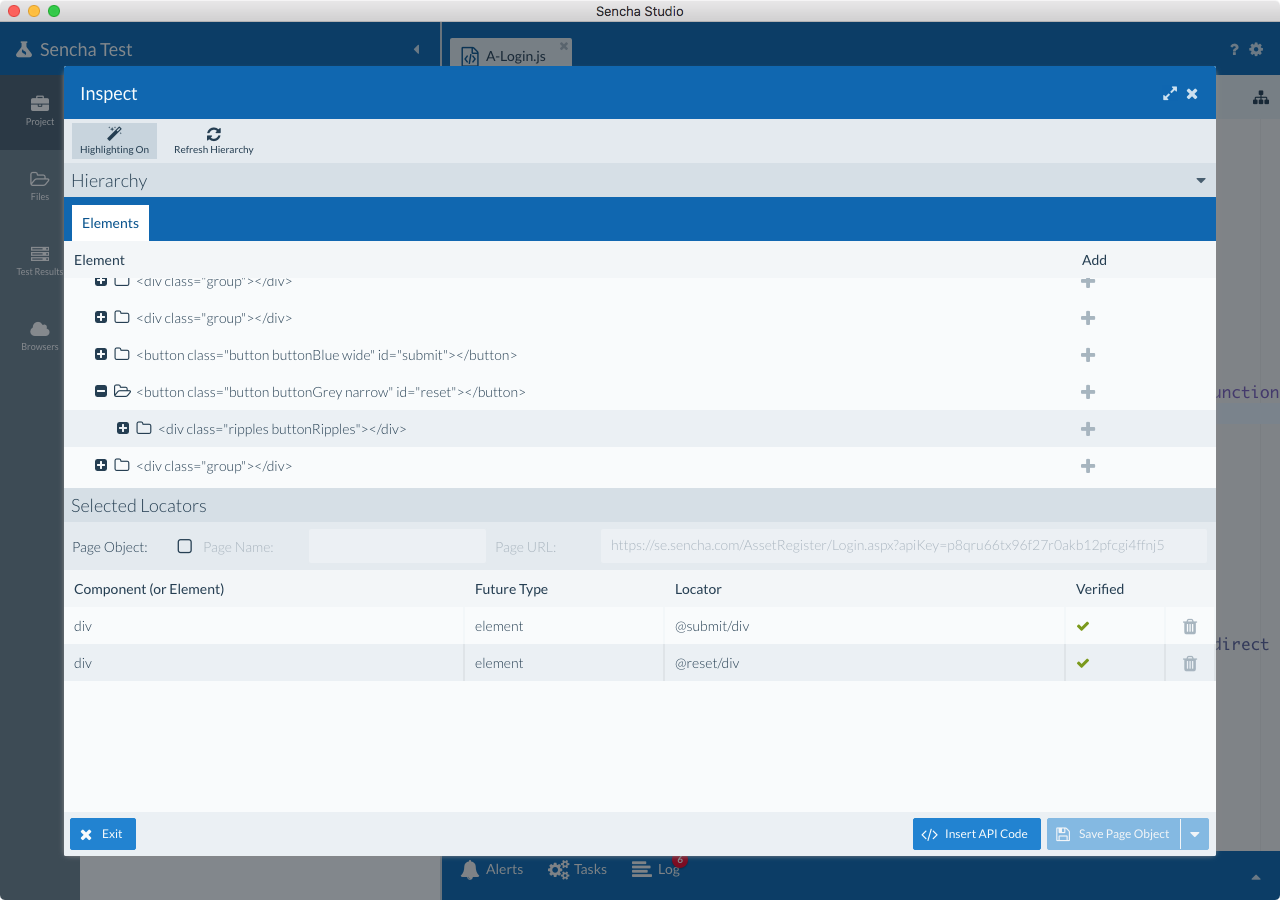 Sencha Studio
Sencha Test
A-Login.js
?
Inspect
Project
Highlighting On
Refresh Hierarchy
Hierarchy
Files
Elements
Element Add
Test Results
<div class="group"></div>
<div class="group"></div>
Browsers
<button class="button buttonBlue wide" id="submit"></button>
<button class="button buttonGrey narrow" id="reset"></button>
unction
<div class="ripples buttonRipples"></div>
<div class="group"></div>
Selected Locators
Page Object: Page Name: Page URL: https://se.sencha.com/AssetRegister/Login.aspx?apiKey=p8qru66tx96f27r0akb12pfcgi4ffnj5
Component (or Element) Future Type Locator Verified
div element @submit/div
direct
div element @reset/div
Exit
Insert API Code
Save Page Object
Alerts
Tasks
Log
6